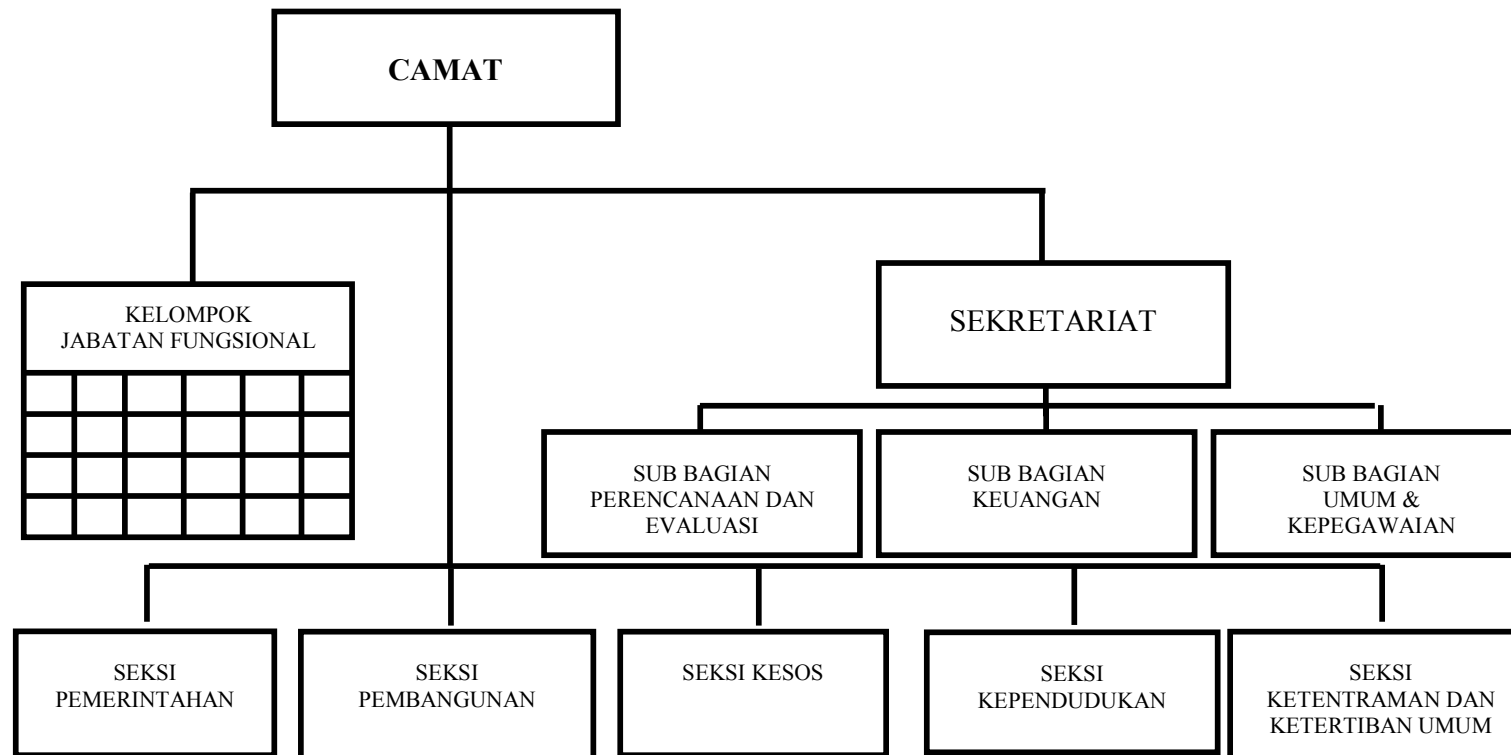 CAMAT
KELOMPOK
JABATAN FUNGSIONAL
SEKRETARIAT
SUB BAGIAN
PERENCANAAN DAN
EVALUASI
SUB BAGIAN
KEUANGAN
SUB BAGIAN
UMUM &
KEPEGAWAIAN
SEKSI
PEMERINTAHAN
SEKSI
PEMBANGUNAN
SEKSI KESOS
SEKSI
KEPENDUDUKAN
SEKSI
KETENTRAMAN DAN
KETERTIBAN UMUM